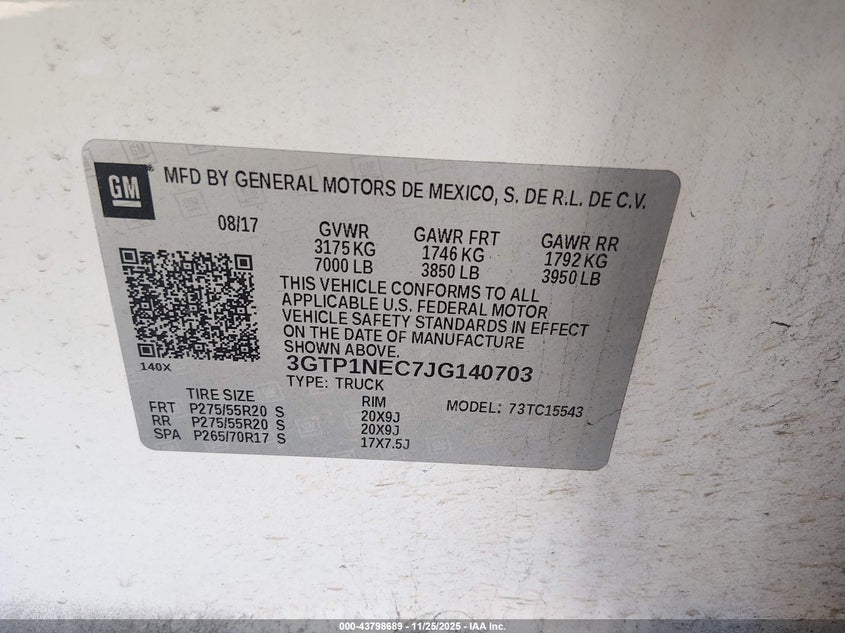 GM
MFD BY GENERAL MOTORS DE MEXICO, S. DE R.L. DE C.V.
08/17 GVWR GAWR FRT GAWR RR
3175 KG 1746 KG 1792 KG
7000 LB 3850 LB 3950 LB
THIS VEHICLE CONFORMS TO ALL
APPLICABLE U.S. FEDERAL MOTOR
VEHICLE SAFETY STANDARDS IN EFFECT
ON THE DATE OF MANUFACTURE
SHOWN ABOVE.
140X
3GTP1NEC7JG140703
TYPE: TRUCK
TIRE SIZE RIM MODEL: 73TC15543
FRT P275/55R20 S 20X9J
RR P275/55R20 S 20X9J
SPA P265/70R17 S 17X7.5J
000-43798689 - 11/25/2025 - IAA Inc.